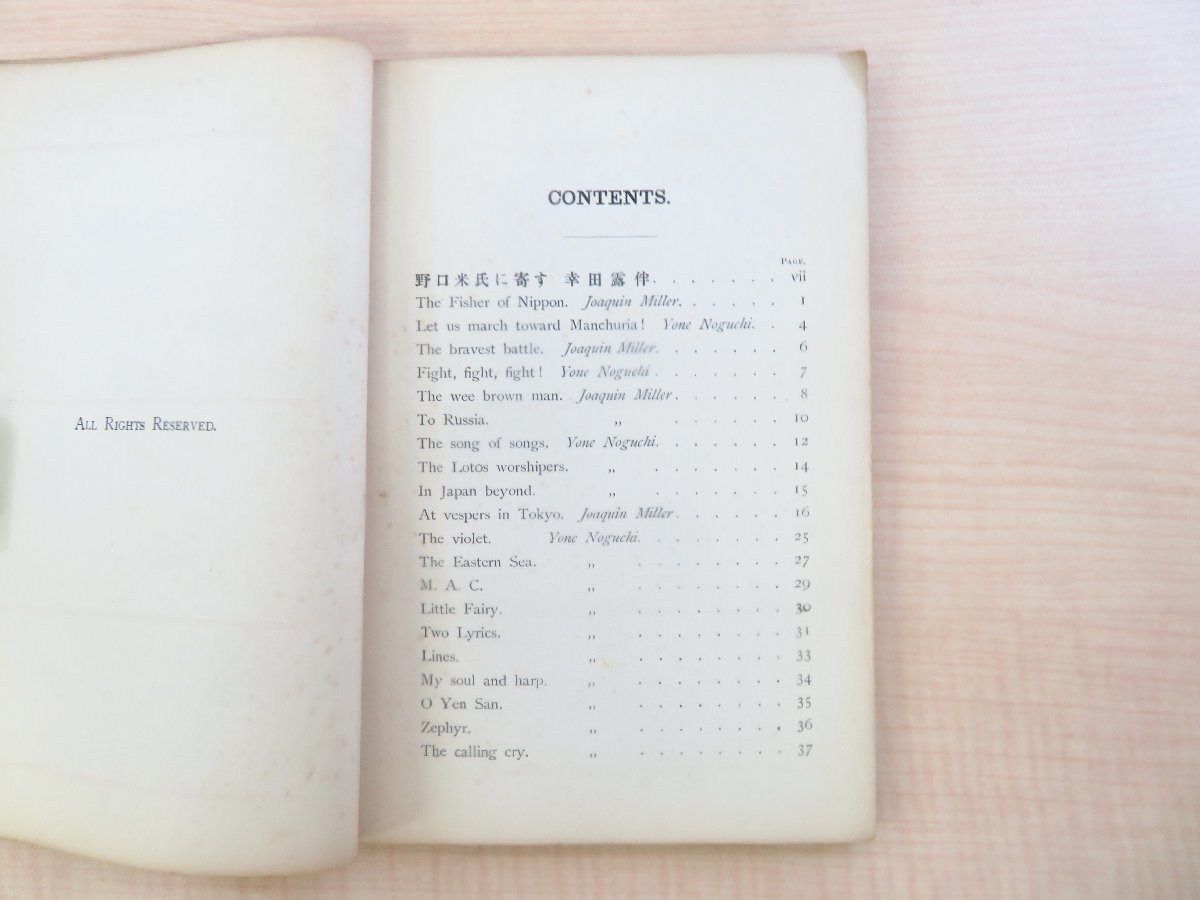 ALL RIGHTS RESERVED.
CONTENTS.
PAGE.
野口米氏に寄す 幸田露伴. . . . . . . vii
The Fisher of Nippon. Joaquin Miller. . . . . . 1
Let us march toward Manchuria! Yone Noguchi. . 4
The bravest battle. Joaquin Miller. . . . . . . 6
Fight, fight, fight! Yone Noguchi . . . . . . . 7
The wee brown man. Joaquin Miller. . . . . . 8
To Russia. „ . . . . . . 10
The song of songs. Yone Noguchi. . . . . . . 12
The Lotos worshipers. „ . . . . . . . 14
In Japan beyond. „ . . . . . . . 15
At vespers in Tokyo. Joaquin Miller. . . . . . 16
The violet. Yone Noguchi. . . . . . . . 25
The Eastern Sea. „ . . . . . . . . 27
M. A. C. „ . . . . . . . . 29
Little Fairy. „ . . . . . . . . 30
Two Lyrics. „ . . . . . . . . 31
Lines. „ . . . . . . . . 33
My soul and harp. „ . . . . . . . . 34
O Yen San. „ . . . . . . . . 35
Zephyr. „ . . . . . . . . 36
The calling cry. „ . . . . . . . . 37